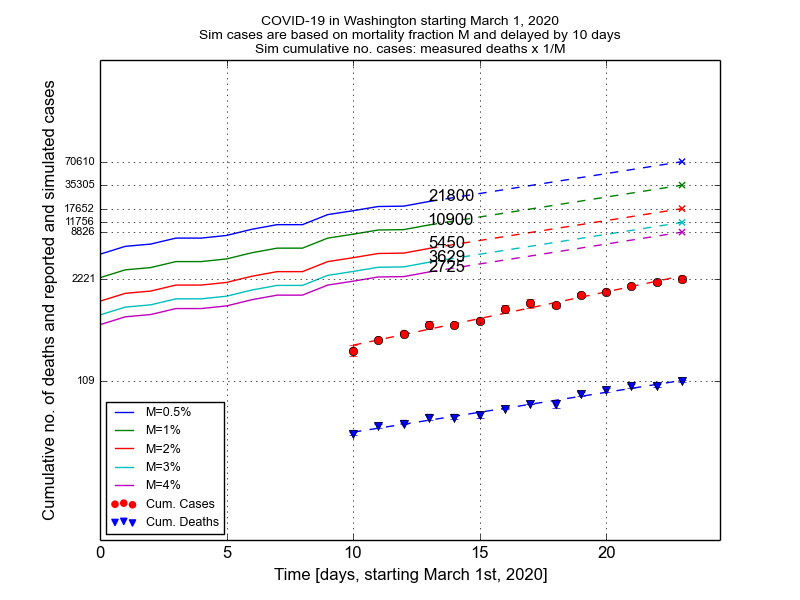 COVID-19 in Washington starting March 1, 2020
Sim cases are based on mortality fraction M and delayed by 10 days
Sim cumulative no. cases: measured deaths x 1/M
Cumulative no. of deaths and reported and simulated cases
70610
35305
17652
11756
8826
2221
109
21800
10900
5450
3629
2725
M=0.5%
M=1%
M=2%
M=3%
M=4%
Cum. Cases
Cum. Deaths
0
5
10
15
20
Time [days, starting March 1st, 2020]